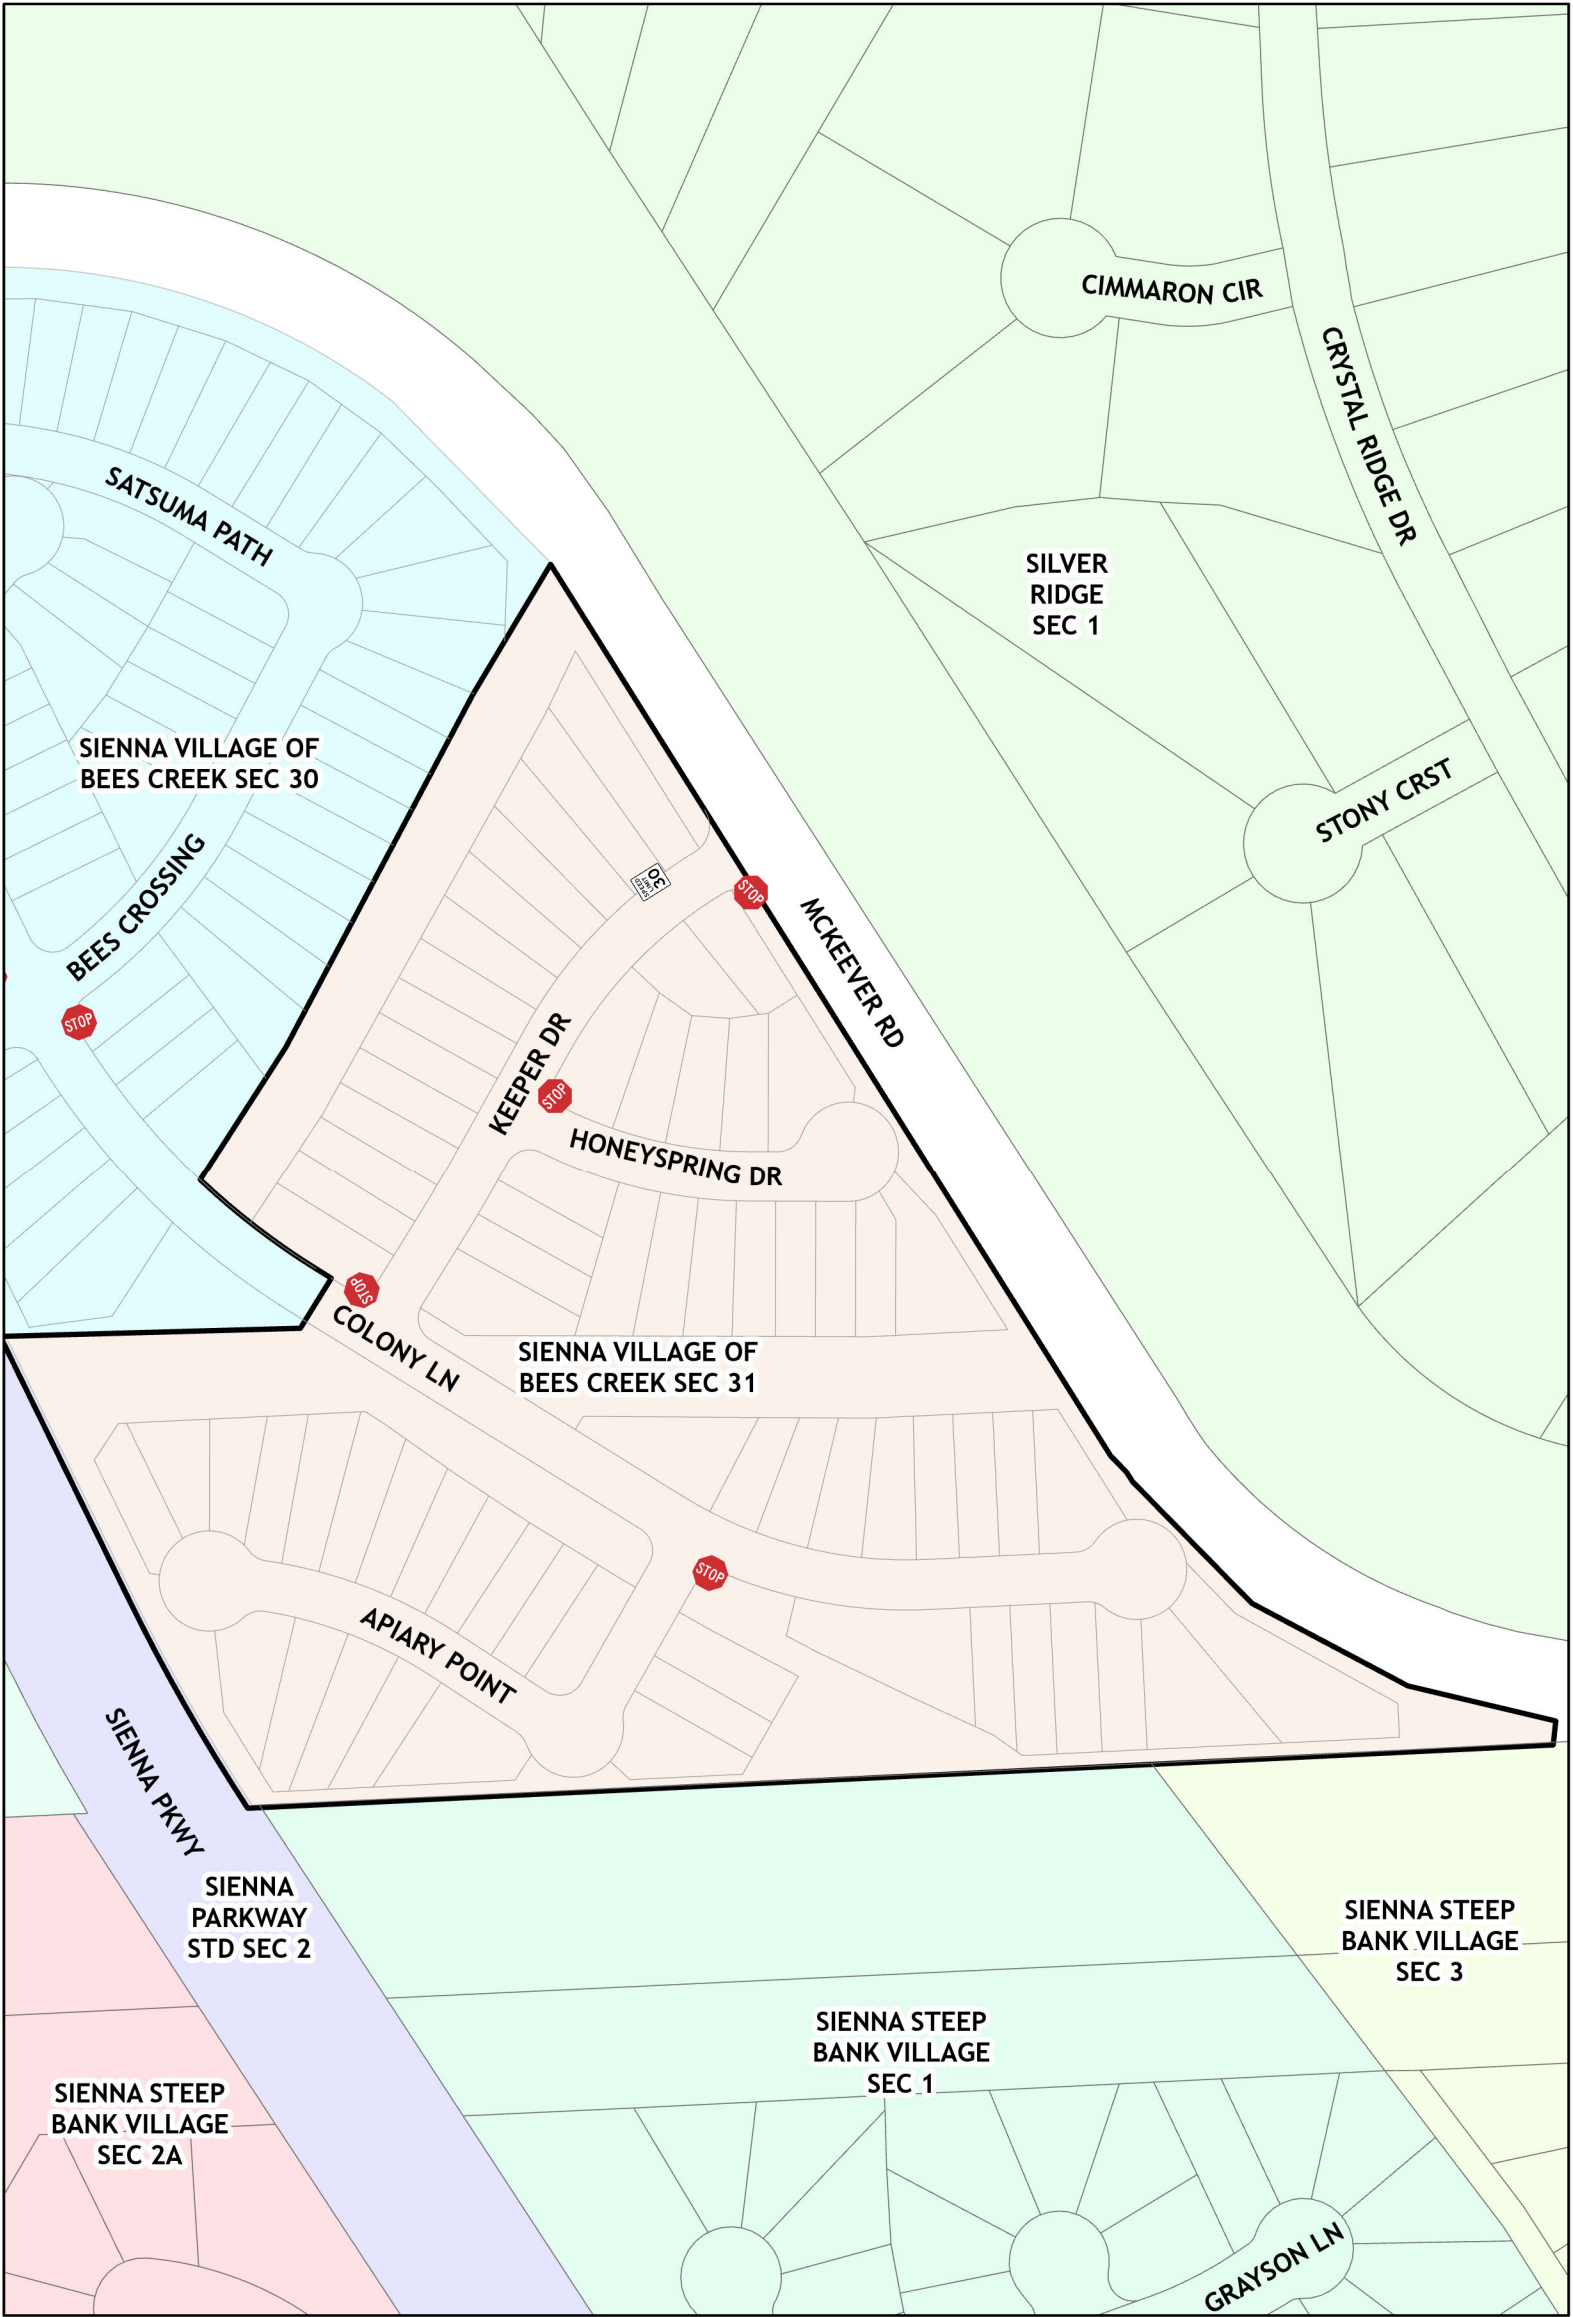 CIMMARON CIR
CRYSTAL RIDGE DR
SATSUMA PATH
SILVER
RIDGE
SEC 1
SIENNA VILLAGE OF
BEES CREEK SEC 30
STONY CRST
BEES CROSSING
SPEED
LIMIT
30
STOP
MCKEEVER RD
STOP
KEEPER DR
STOP
HONEYSPRING DR
STOP
COLONY LN
SIENNA VILLAGE OF
BEES CREEK SEC 31
STOP
APIARY POINT
SIENNA PKWY
SIENNA
PARKWAY
STD SEC 2
SIENNA STEEP
BANK VILLAGE
SEC 3
SIENNA STEEP
BANK VILLAGE
SEC 1
SIENNA STEEP
BANK VILLAGE
SEC 2A
GRAYSON LN